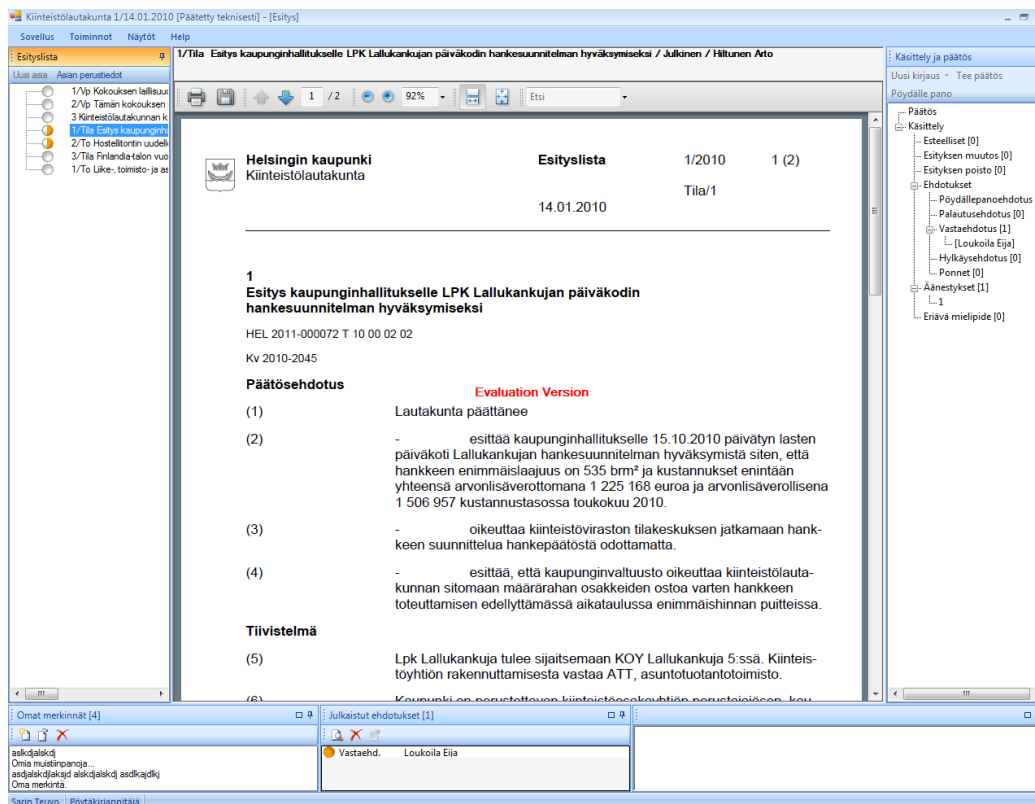 Kiinteistölautakunta 1/14.01.2010 [Päätetty teknisesti] - [Esitys]
Sovellus Toiminnot Näytöt Help
Esityslista
Uusi asia Asian perustiedot
1/Vp Kokouksen laillisuu
2/Vp Tämän kokouksen
3 Kiinteistölautakunnan k
1/Tila Esitys kaupunginha
2/To Hostellitontin uudell
3/Tila Finlandia-talon vuo
1/To Liike-, toimisto- ja as
1/Tila Esitys kaupunginhallitukselle LPK Lallukankujan päiväkodin hankesuunnitelman hyväksymiseksi / Julkinen / Hiltunen Arto
1 /2 92% Etsi
Helsingin kaupunki Esityslista 1/2010 1 (2)
Kiinteistölautakunta
Tila/1
14.01.2010
1
Esitys kaupunginhallitukselle LPK Lallukankujan päiväkodin
hankesuunnitelman hyväksymiseksi
HEL 2011-000072 T 10 00 02 02
Kv 2010-2045
Päätösehdotus
Evaluation Version
(1) Lautakunta päättänee
(2) - esittää kaupunginhallitukselle 15.10.2010 päivätyn lasten
päiväkoti Lallukankujan hankesuunnitelman hyväksymistä siten, että
hankkeen enimmäislaajuus on 535 brm² ja kustannukset enintään
yhteensä arvonlisäverottomana 1 225 168 euroa ja arvonlisäverollisena
1 506 957 kustannustasossa toukokuu 2010.
(3) - oikeuttaa kiinteistöviraston tilakeskuksen jatkamaan hank-
keen suunnittelua hankepäätöstä odottamatta.
(4) - esittää, että kaupunginvaltuusto oikeuttaa kiinteistölauta-
kunnan sitomaan määrärahan osakkeiden ostoa varten hankkeen
toteuttamisen edellyttämässä aikataulussa enimmäishinnan puitteissa.
Tiivistelmä
(5) Lpk Lallukankuja tulee sijaitsemaan KOY Lallukankuja 5:ssä. Kiinteis-
töyhtiön rakennuttamisesta vastaa ATT, asuntotuotantotoimisto.
(6) Kaupunki on perustettavan kiinteistöosakeyhtiön perustajajäsen, kou
Käsittely ja päätös
Uusi kirjaus Tee päätös
Pöydälle pano
Päätös
Käsittely
Esteelliset [0]
Esityksen muutos [0]
Esityksen poisto [0]
Ehdotukset
Pöydällepanoehdotus
Palautusehdotus [0]
Vastaehdotus [1]
[Loukoila Eija]
Hylkäysehdotus [0]
Ponnet [0]
Äänestykset [1]
1
Eriävä mielipide [0]
Omat merkinnät [4]
aslkdjalskdj
Omia muistiinpanoja...
asdjalskdjlaksjd alskdjalskdj asdlkajdlkj
Oma merkintä.
Julkaistut ehdotukset [1]
Vastaehd. Loukoila Eija
Sarin Teuvo Pöytäkirjanpitäjä